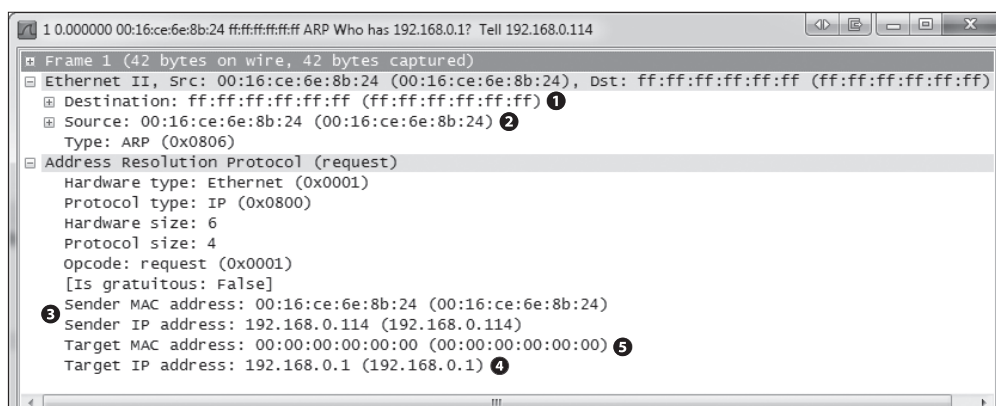 1 0.000000 00:16:ce:6e:8b:24 ff:ff:ff:ff:ff:ff ARP Who has 192.168.0.1? Tell 192.168.0.114
Frame 1 (42 bytes on wire, 42 bytes captured)
Ethernet II, Src: 00:16:ce:6e:8b:24 (00:16:ce:6e:8b:24), Dst: ff:ff:ff:ff:ff:ff (ff:ff:ff:ff:ff:ff)
Destination: ff:ff:ff:ff:ff:ff (ff:ff:ff:ff:ff:ff) ❶
Source: 00:16:ce:6e:8b:24 (00:16:ce:6e:8b:24) ❷
Type: ARP (0x0806)
Address Resolution Protocol (request)
Hardware type: Ethernet (0x0001)
Protocol type: IP (0x0800)
Hardware size: 6
Protocol size: 4
Opcode: request (0x0001)
[Is gratuitous: False]
❸ Sender MAC address: 00:16:ce:6e:8b:24 (00:16:ce:6e:8b:24)
Sender IP address: 192.168.0.114 (192.168.0.114)
Target MAC address: 00:00:00:00:00:00 (00:00:00:00:00:00) ❺
Target IP address: 192.168.0.1 (192.168.0.1) ❹